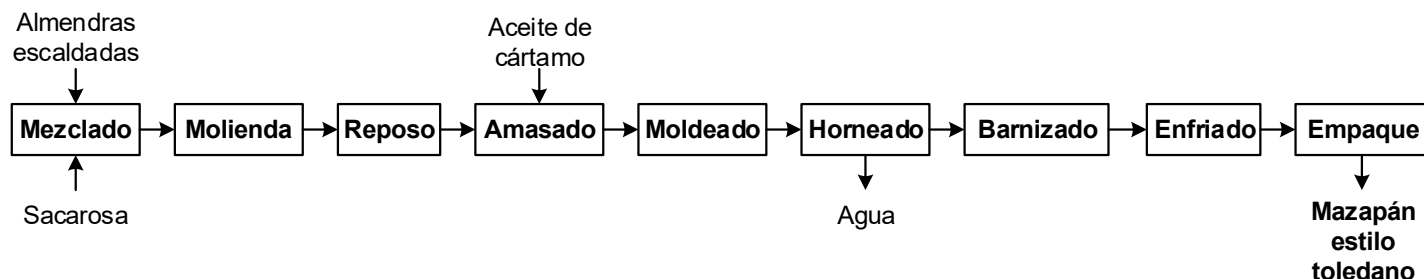 Almendras
escaldadas
Aceite de
cártamo
Mezclado
Molienda
Reposo
Amasado
Moldeado
Horneado
Barnizado
Enfriado
Empaque
Sacarosa
Agua
Mazapán
estilo
toledano